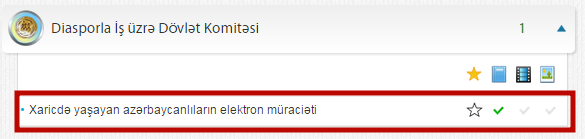 Diasporla İş üzrə Dövlət Komitəsi 1
Xaricdə yaşayan azərbaycanlıların elektron müraciəti